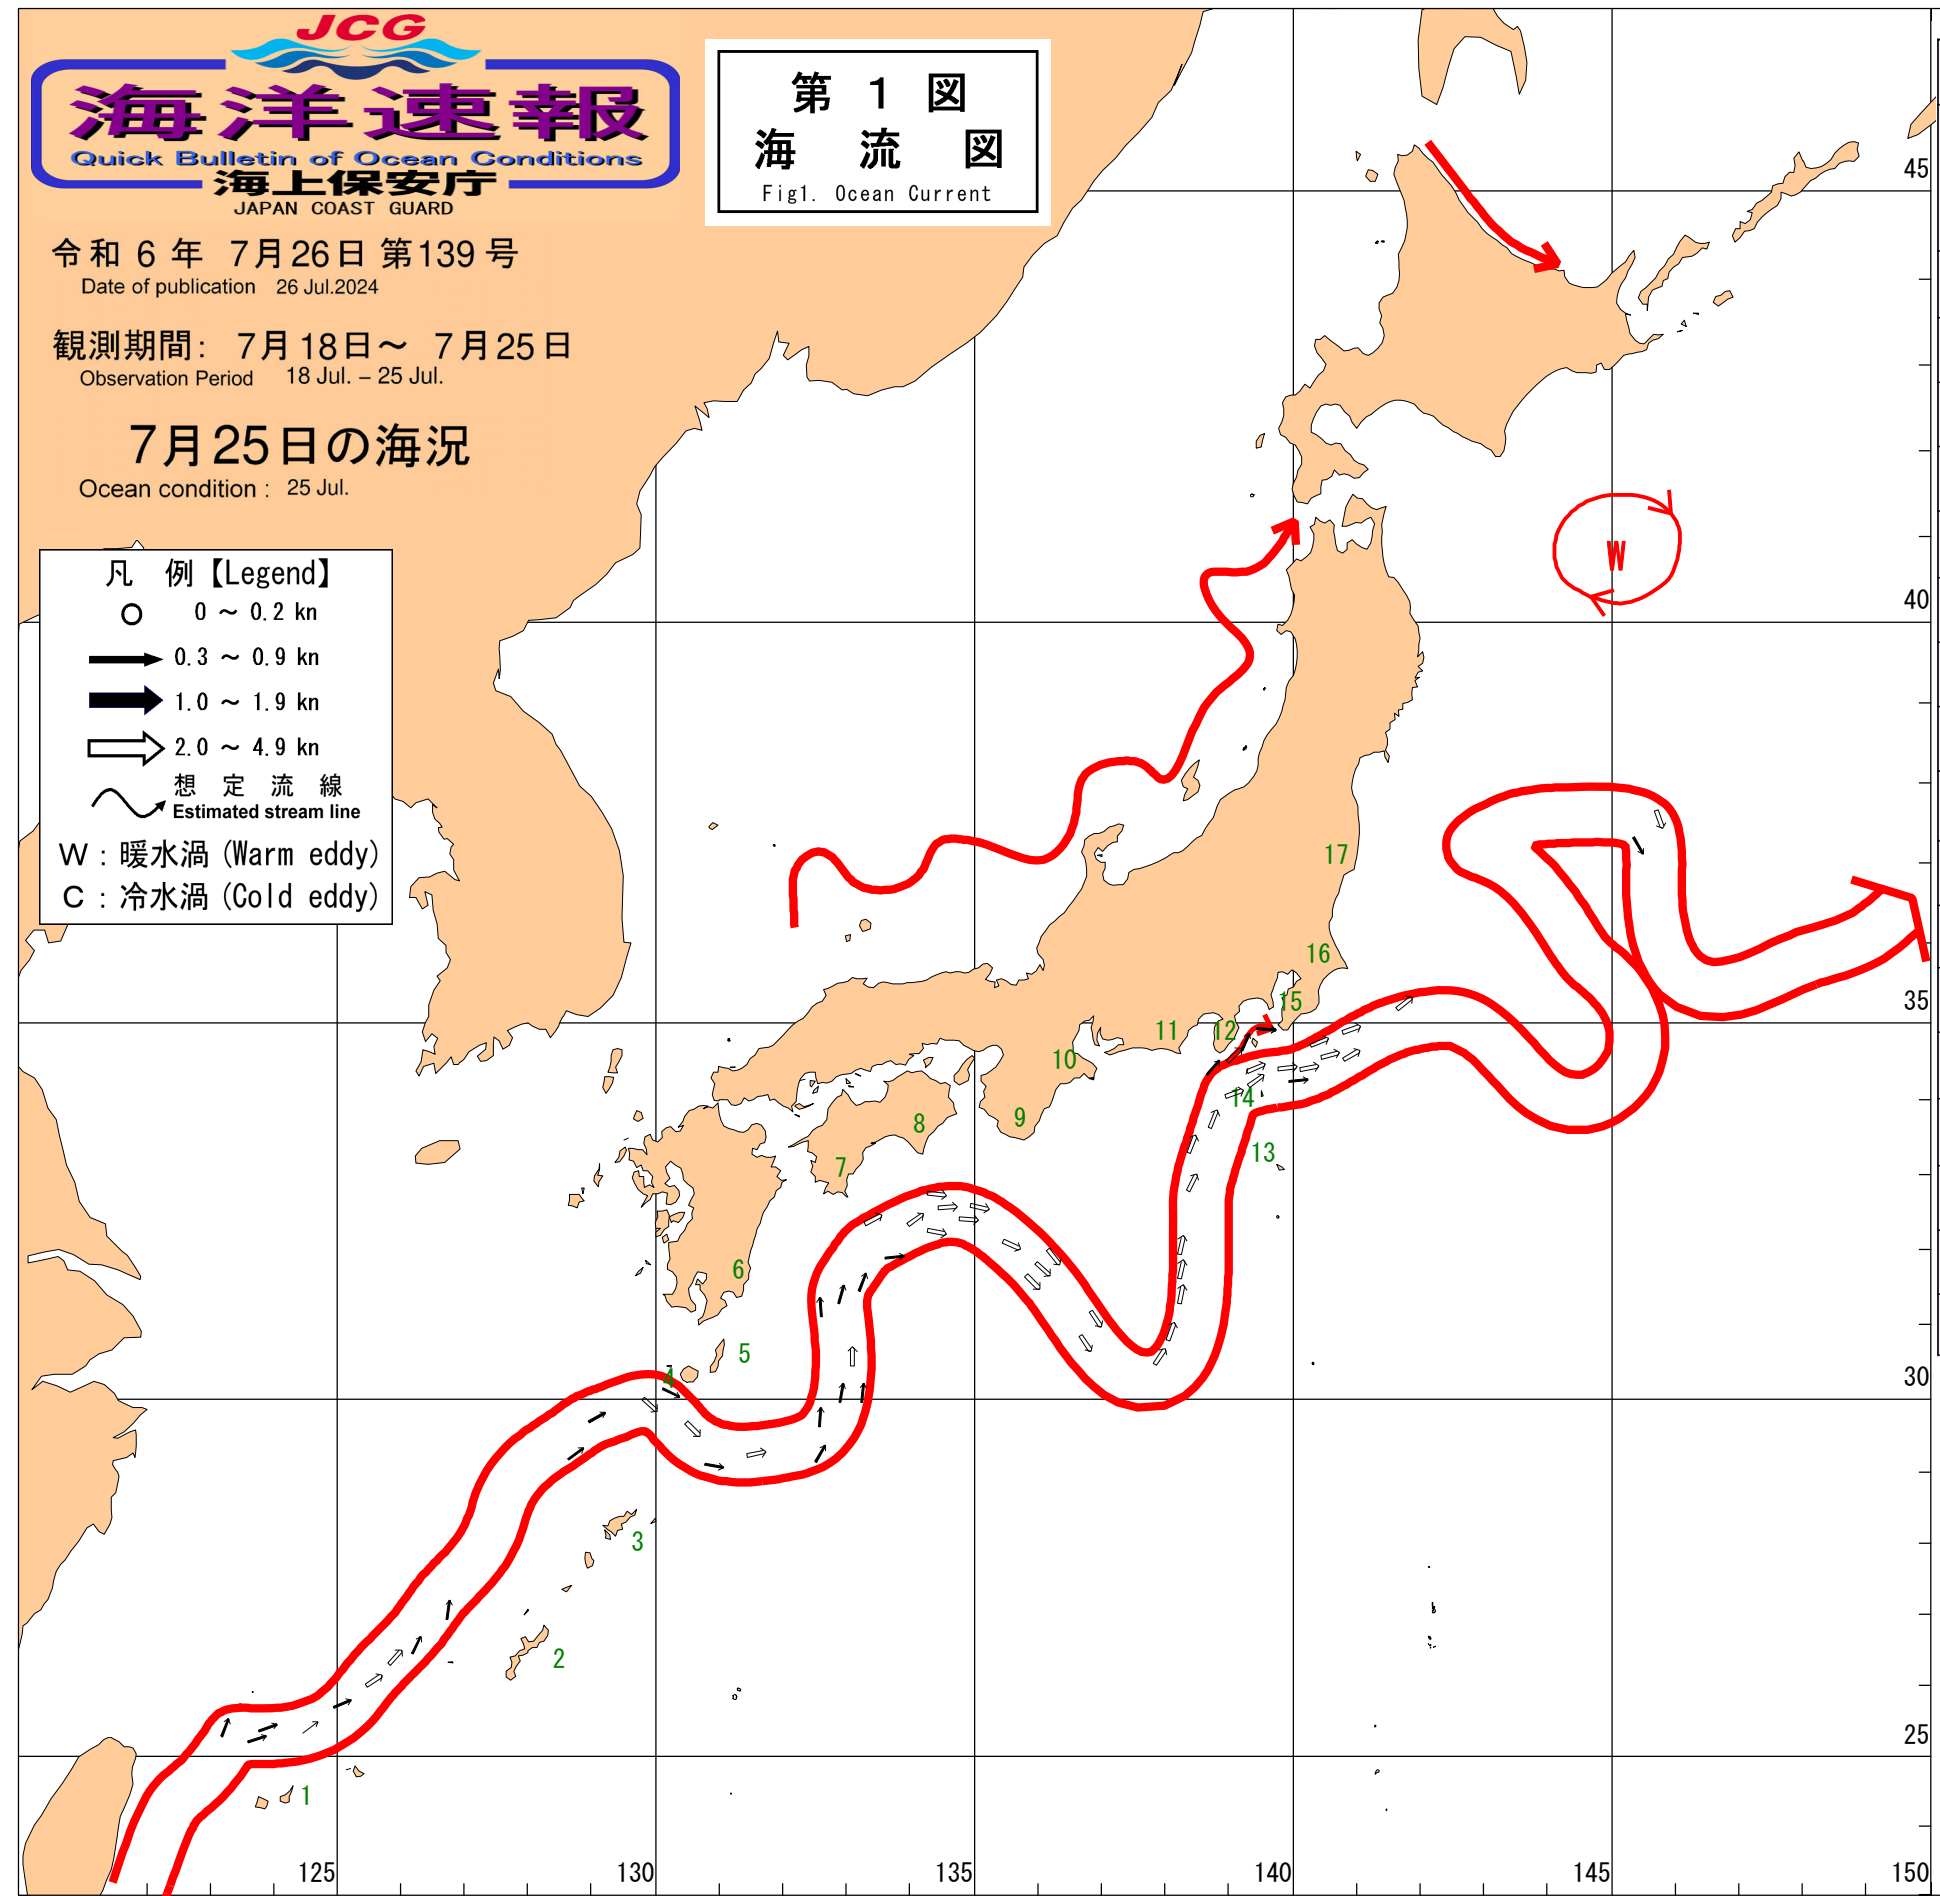 JCG
海洋速報
Quick Bulletin of Ocean Conditions
海上保安庁
JAPAN COAST GUARD
第 1 図
海 流 図
Fig1. Ocean Current
令和 6 年 7月26日 第139号
Date of publication 26 Jul.2024
観測期間: 7月18日～ 7月25日
Observation Period 18 Jul. – 25 Jul.
7月25日の海況
Ocean condition : 25 Jul.
凡 例【Legend】
0 ～ 0.2 kn
0.3 ～ 0.9 kn
1.0 ～ 1.9 kn
2.0 ～ 4.9 kn
想 定 流 線
Estimated stream line
W : 暖水渦 (Warm eddy)
C : 冷水渦 (Cold eddy)
45
W
40
17
16
35
15
12
11
10
14
9
8
13
7
6
5
4
30
3
2
25
1
125
130
135
140
145
150